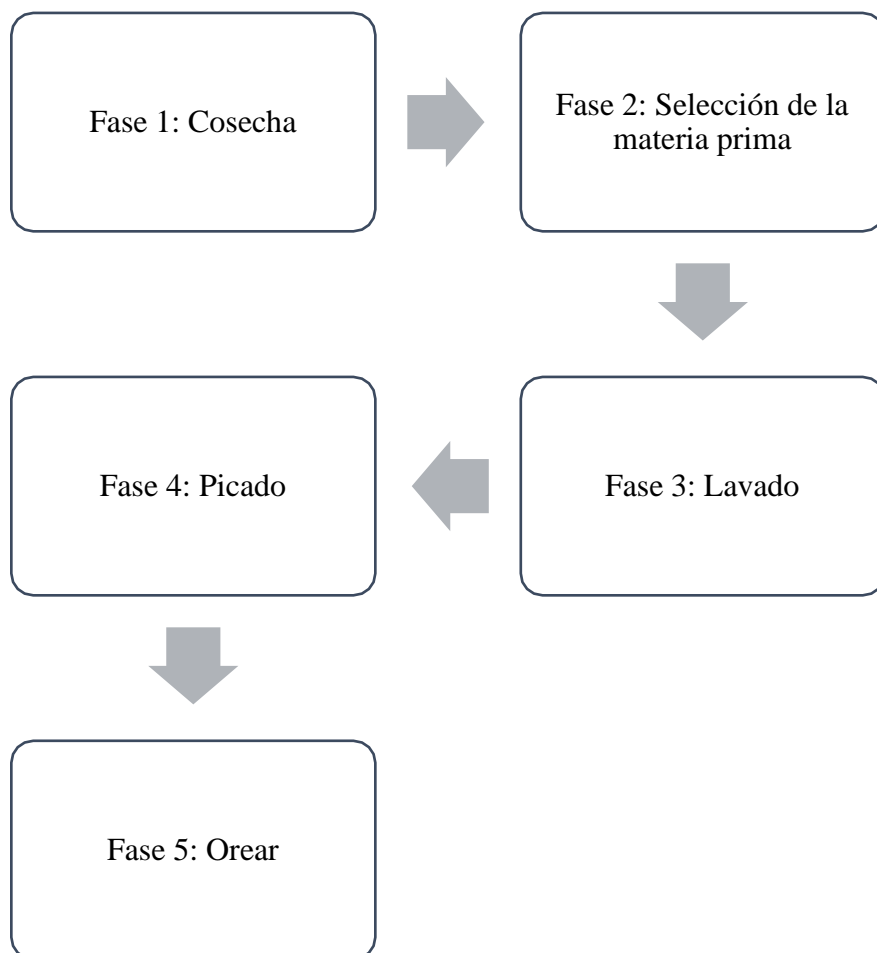 Fase 1: Cosecha
Fase 2: Selección de la
materia prima
Fase 3: Lavado
Fase 4: Picado
Fase 5: Orear